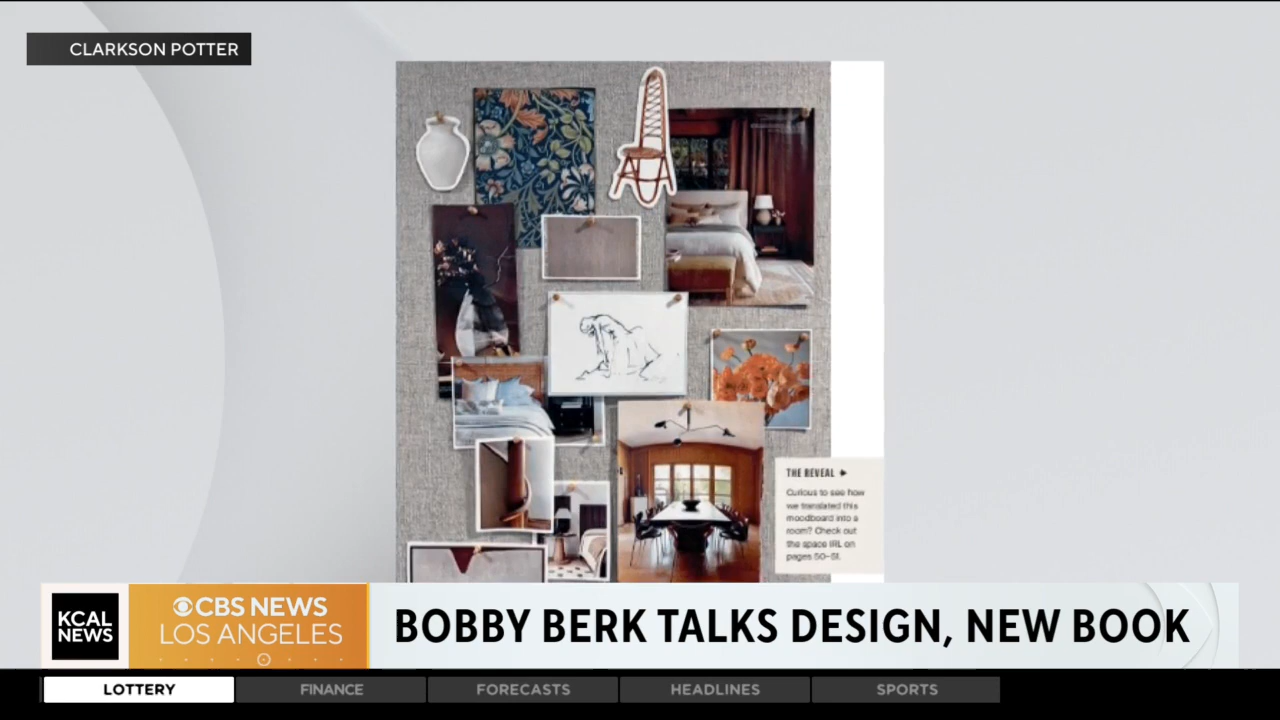 CLARKSON POTTER
THE REVEAL
Curious to see how
we translated this
moodboard into a
room? Check out
the space IRL on
pages 50–51.
KCAL
NEWS
CBS NEWS
LOS ANGELES
BOBBY BERK TALKS DESIGN, NEW BOOK
LOTTERY
FINANCE
FORECASTS
HEADLINES
SPORTS